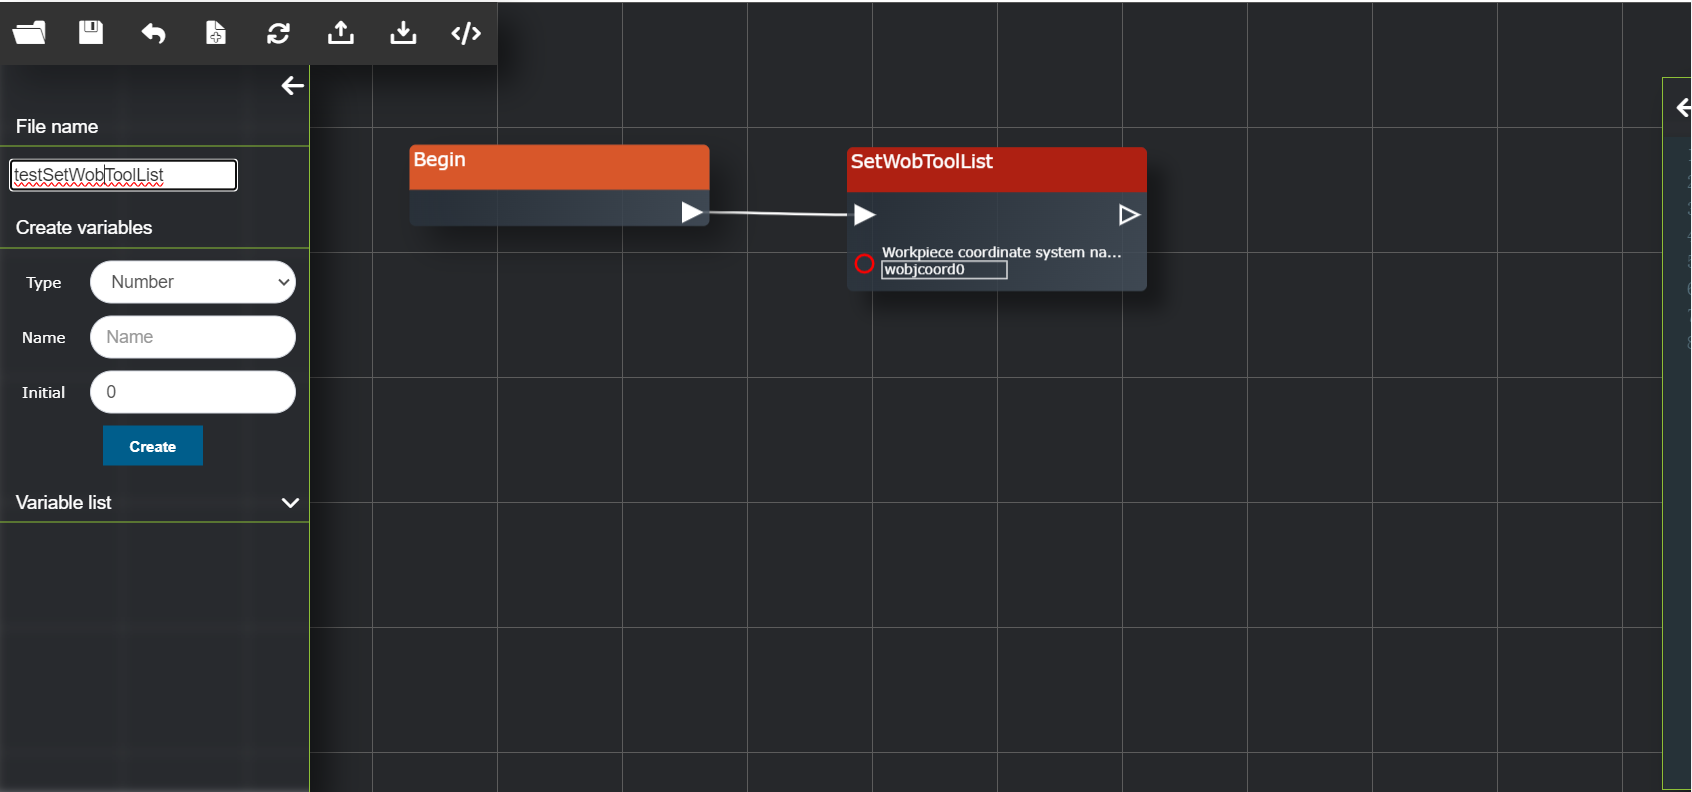 File name
testSetWobToolList
Create variables
Type
Number
Name
Name
Initial
0
Create
Variable list
Begin
SetWobToolList
Workpiece coordinate system na...
wobjcoord0